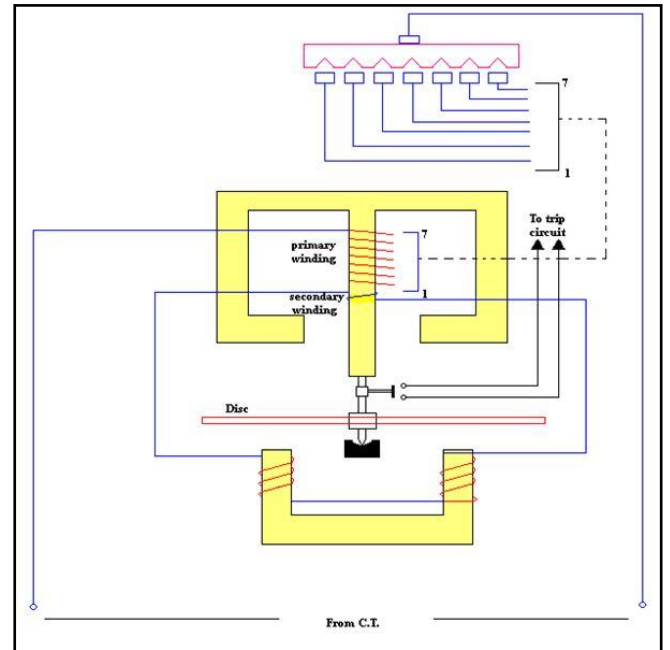 7
1
To trip
circuit
7
primary
winding
1
secondary
winding
Disc
From C.T.